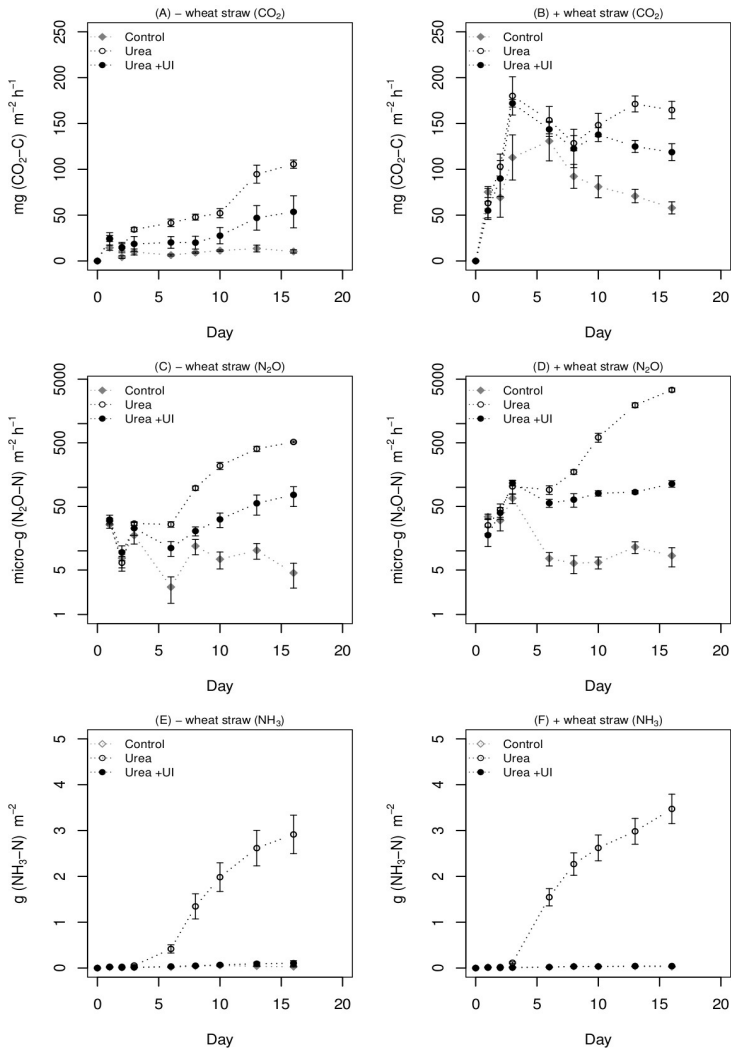 (A) − wheat straw (CO₂)
250
200
150
100
50
0
mg (CO₂−C) m⁻² h⁻¹
Control
Urea
Urea +UI
0 5 10 15 20
Day
(B) + wheat straw (CO₂)
250
200
150
100
50
0
mg (CO₂−C) m⁻² h⁻¹
Control
Urea
Urea +UI
0 5 10 15 20
Day
(C) − wheat straw (N₂O)
5000
500
50
5
1
micro−g (N₂O−N) m⁻² h⁻¹
Control
Urea
Urea +UI
0 5 10 15 20
Day
(D) + wheat straw (N₂O)
5000
500
50
5
1
micro−g (N₂O−N) m⁻² h⁻¹
Control
Urea
Urea +UI
0 5 10 15 20
Day
(E) − wheat straw (NH₃)
5
4
3
2
1
0
g (NH₃−N) m⁻²
Control
Urea
Urea +UI
0 5 10 15 20
Day
(F) + wheat straw (NH₃)
5
4
3
2
1
0
g (NH₃−N) m⁻²
Control
Urea
Urea +UI
0 5 10 15 20
Day